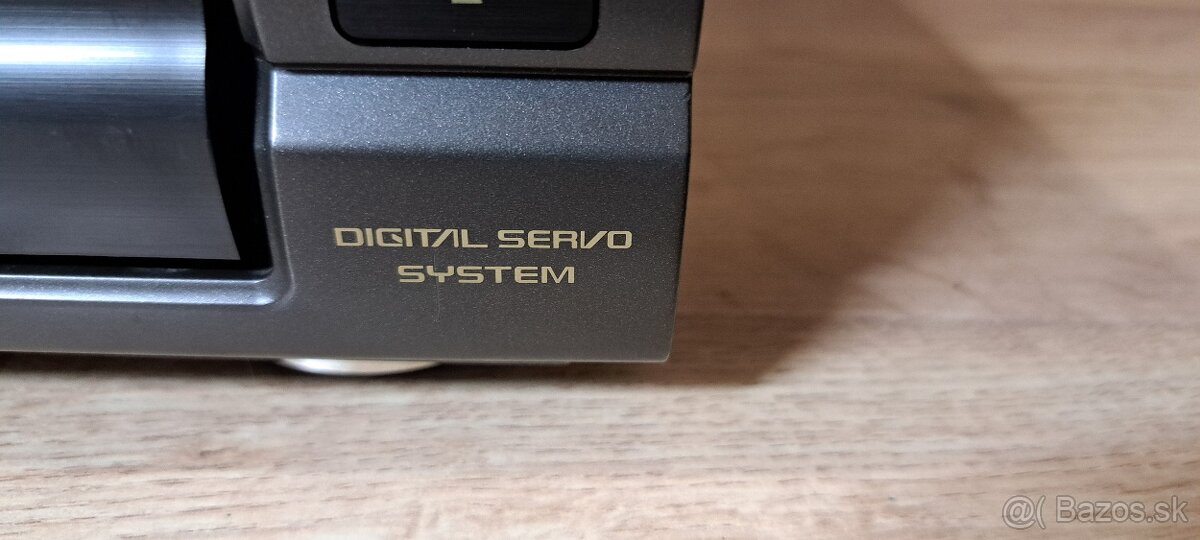 DIGITAL SERVO
SYSTEM
@( Bazos.sk